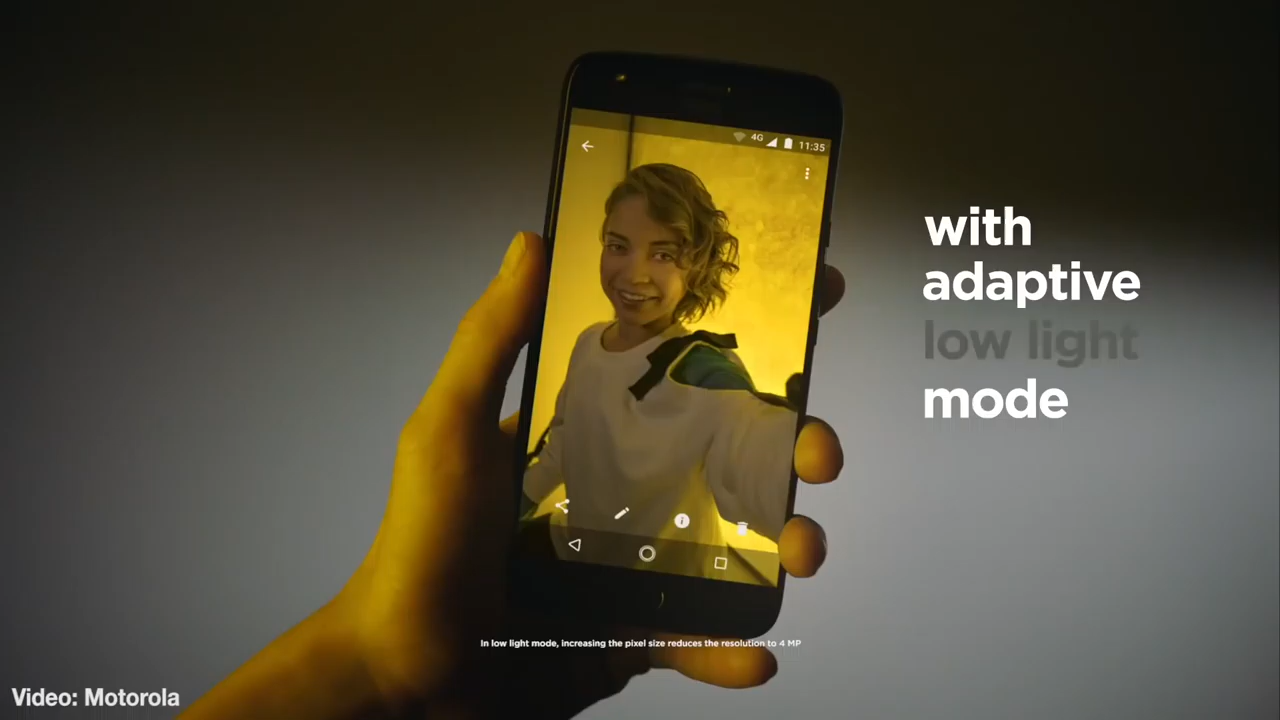 4G 11:35
with
adaptive
low light
mode
In low light mode, increasing the pixel size reduces the resolution to 4 MP
Video: Motorola